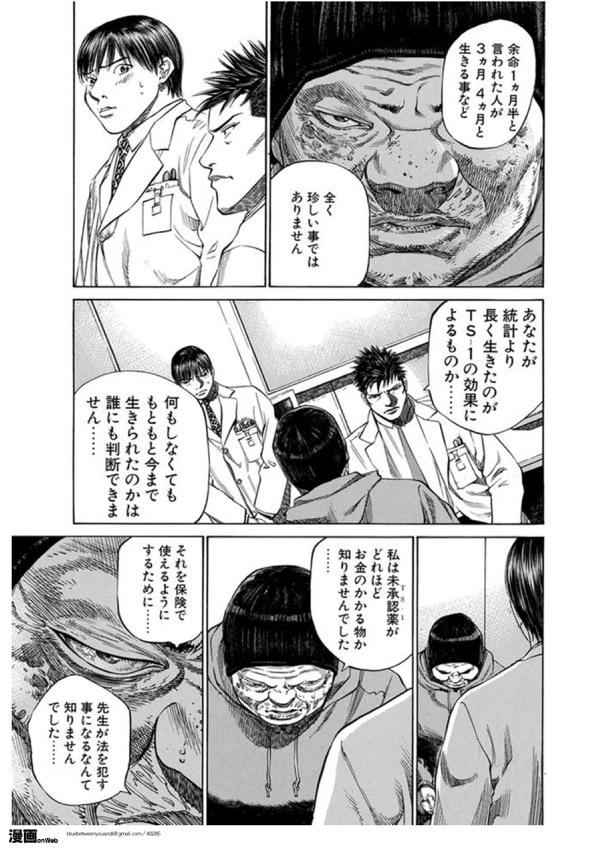 余命１ヵ月半と
言われた人が
３ヵ月 ４ヵ月と
生きる事など
全く
珍しい事では
ありません
あなたが
統計より
長く生きたのが
ＴＳ−１の効果に
よるものか……
何もしなくても
もともと今まで
生きられたのかは
誰にも判断できま
せん……
私は未承認薬が
ＴＳ１
どれほど
お金のかかる物か
知りませんでした
……
それを保険で
使えるように
するために……
先生が法を犯す
事になるなんて
知りません
でした……
漫画onWeb
bluebetweenyouandi@gmail.com／40285